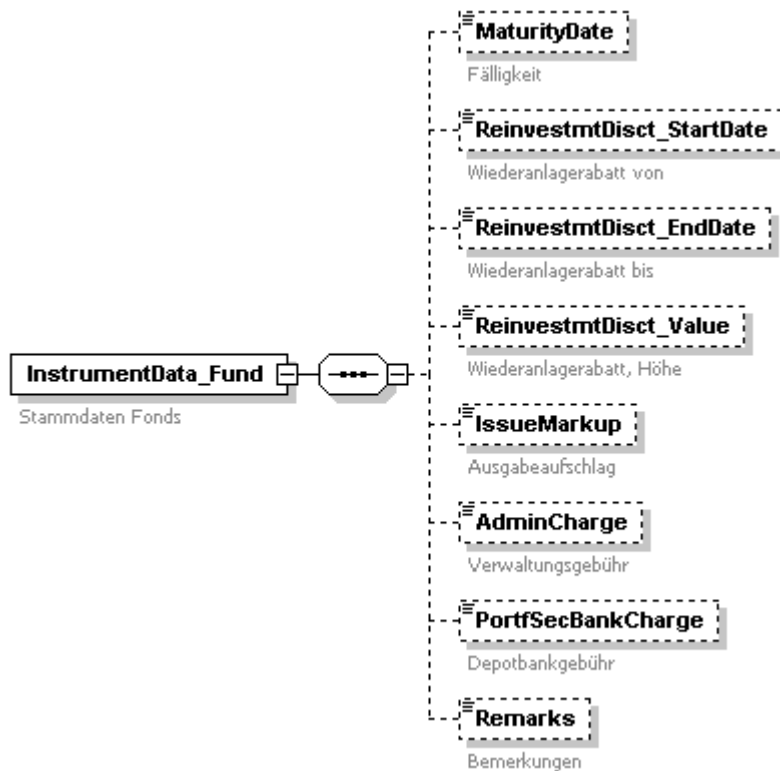 MaturityDate
Fälligkeit
ReinvestmtDisct_StartDate
Wiederanlagerabatt von
ReinvestmtDisct_EndDate
Wiederanlagerabatt bis
ReinvestmtDisct_Value
Wiederanlagerabatt, Höhe
InstrumentData_Fund
Stammdaten Fonds
IssueMarkup
Ausgabeaufschlag
AdminCharge
Verwaltungsgebühr
PortfSecBankCharge
Depotbankgebühr
Remarks
Bemerkungen